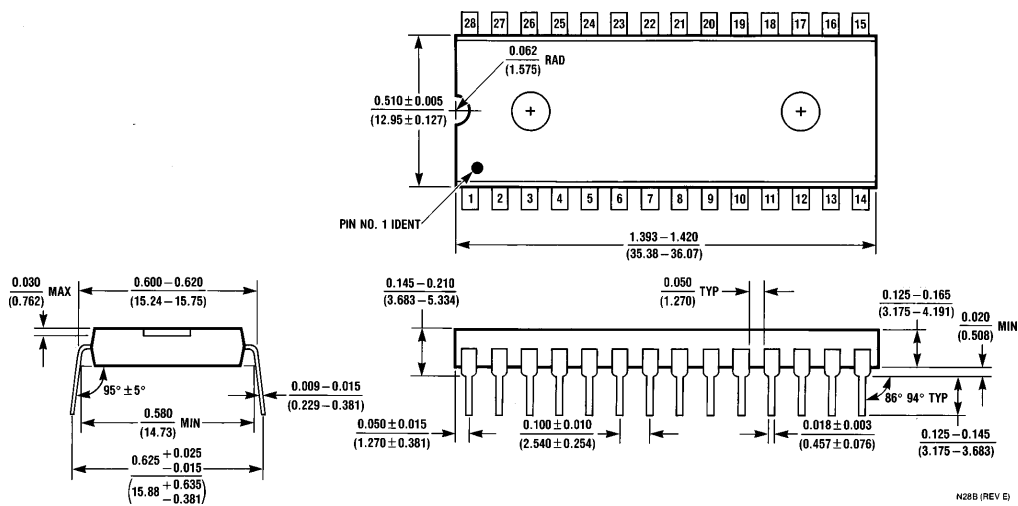 28 27 26 25 24 23 22 21 20 19 18 17 16 15
0.062
(1.575)
RAD
0.510 ± 0.005
(12.95 ± 0.127)
1 2 3 4 5 6 7 8 9 10 11 12 13 14
PIN NO. 1 IDENT
1.393 – 1.420
(35.38 – 36.07)
0.030
(0.762)
MAX
0.600 – 0.620
(15.24 – 15.75)
95° ± 5°
0.009 – 0.015
(0.229 – 0.381)
0.580
(14.73)
MIN
0.625 + 0.025
– 0.015
(15.88 + 0.635
– 0.381)
0.145 – 0.210
(3.683 – 5.334)
0.050
(1.270)
TYP
0.125 – 0.165
(3.175 – 4.191)
0.020
(0.508)
MIN
86° 94° TYP
0.050 ± 0.015
(1.270 ± 0.381)
0.100 ± 0.010
(2.540 ± 0.254)
0.018 ± 0.003
(0.457 ± 0.076)
0.125 – 0.145
(3.175 – 3.683)
N28B (REV E)